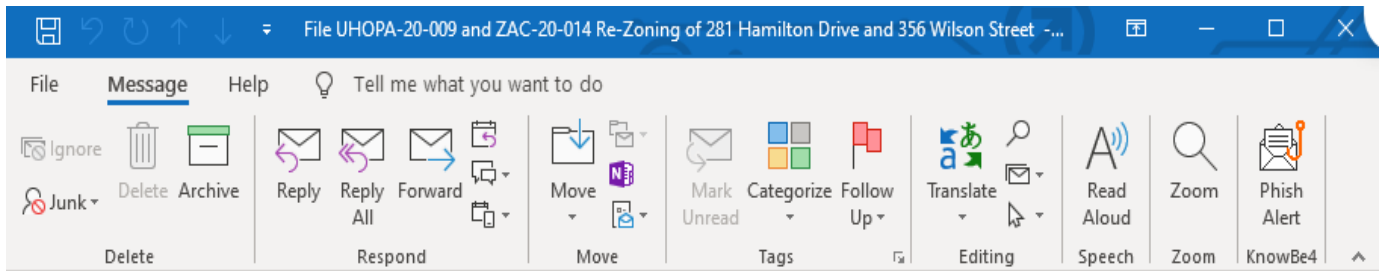 File UHOPA-20-009 and ZAC-20-014 Re-Zoning of 281 Hamilton Drive and 356 Wilson Street -...
File Message Help Tell me what you want to do
Ignore
Junk
Delete Archive
Reply Reply All Forward
Move
Mark Unread Categorize Follow Up
Translate
Read Aloud
Zoom
Phish Alert
Delete Respond Move Tags Editing Speech Zoom KnowBe4